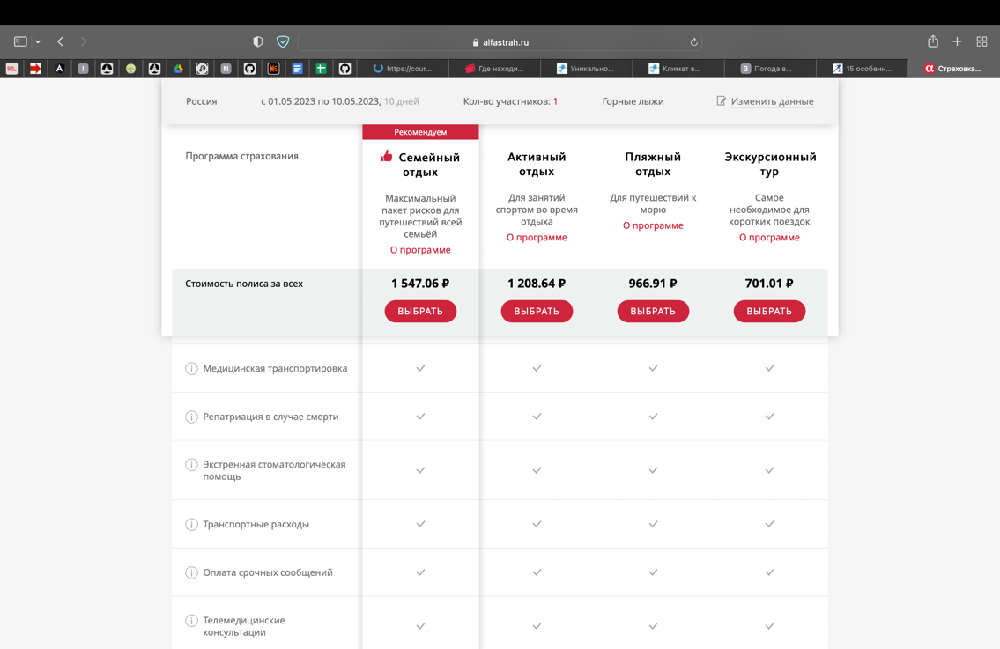 alfastrah.ru
https://cour...
Где находи...
Уникально...
Климат в...
З Погода в...
15 особенн...
Страховка...
Россия
с 01.05.2023 по 10.05.2023, 10 дней
Кол-во участников: 1
Горные лыжи
Изменить данные
Рекомендуем
Программа страхования
Семейный
отдых
Максимальный
пакет рисков для
путешествий всей
семьёй
О программе
Активный
отдых
Для занятий
спортом во время
отдыха
О программе
Пляжный
отдых
Для путешествий к
морю
О программе
Экскурсионный
тур
Самое
необходимое для
коротких поездок
О программе
Стоимость полиса за всех
1 547.06 ₽
1 208.64 ₽
966.91 ₽
701.01 ₽
ВЫБРАТЬ
ВЫБРАТЬ
ВЫБРАТЬ
ВЫБРАТЬ
Медицинская транспортировка
Репатриация в случае смерти
Экстренная стоматологическая
помощь
Транспортные расходы
Оплата срочных сообщений
Телемедицинские
консультации